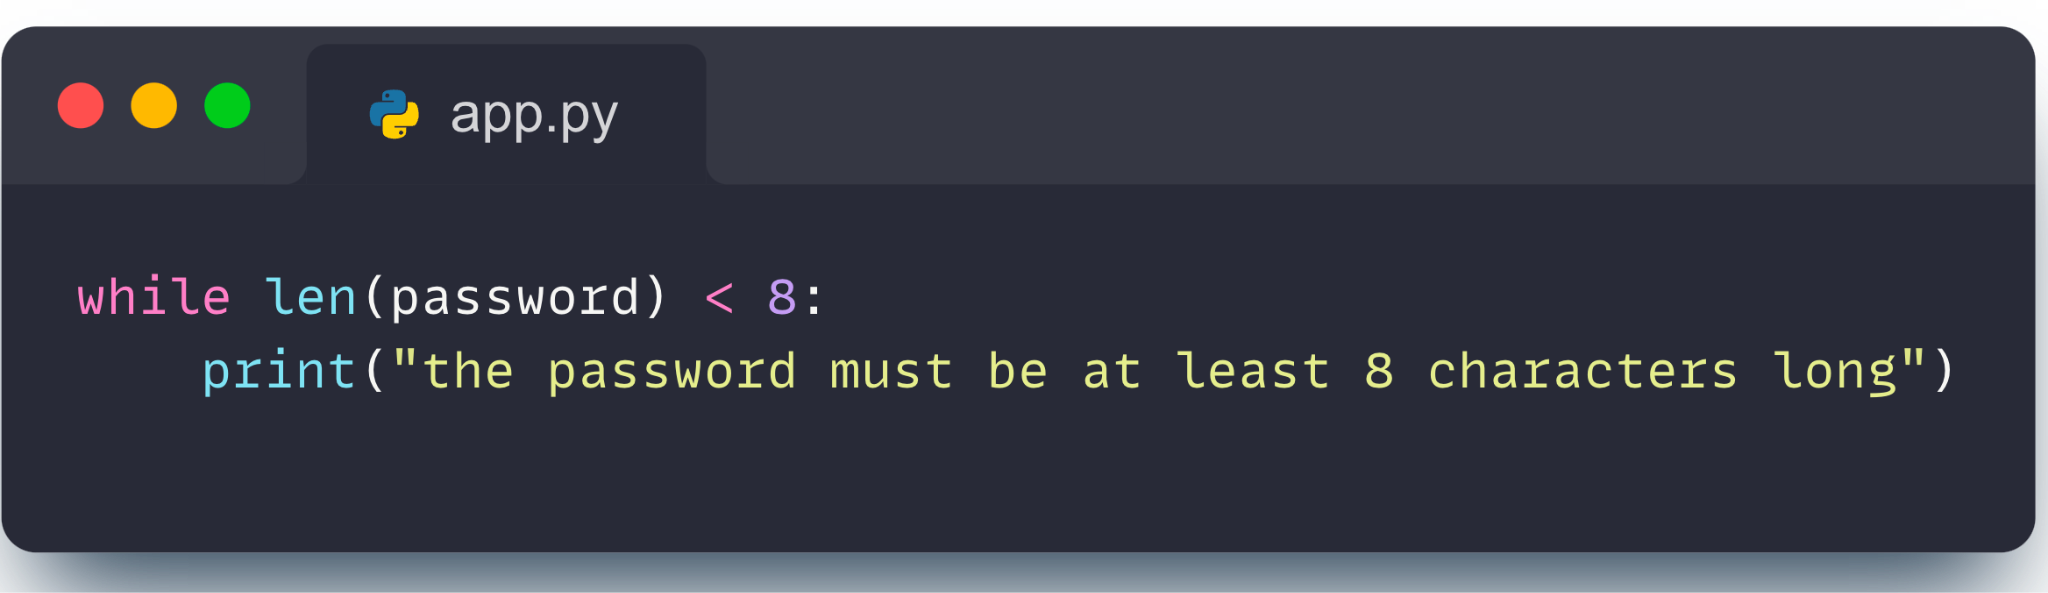 app.py
while len(password) < 8:
    print("the password must be at least 8 characters long")